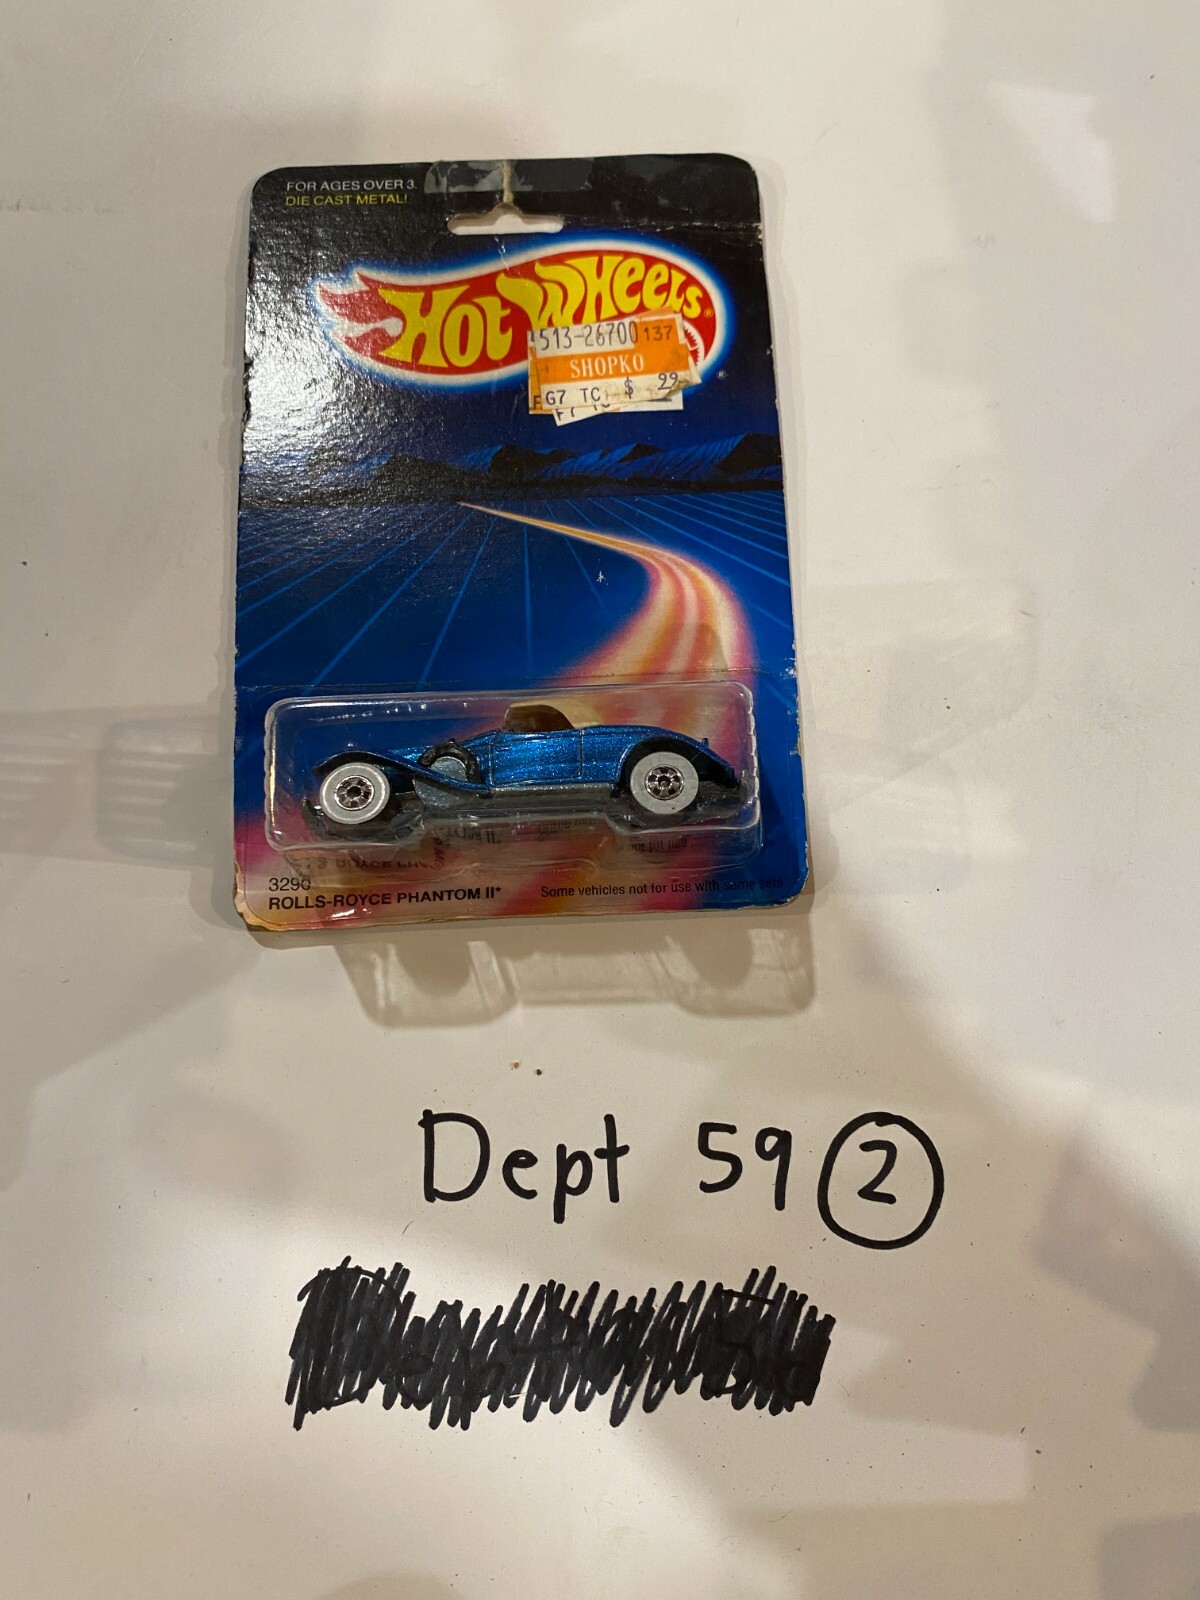 FOR AGES OVER 3.
DIE CAST METAL!
HOT WHEELS
513-26700 137
SHOPKO
G7 TC $ .99
3290
ROLLS-ROYCE PHANTOM II*
Some vehicles not for use with some sets
Dept 59 2